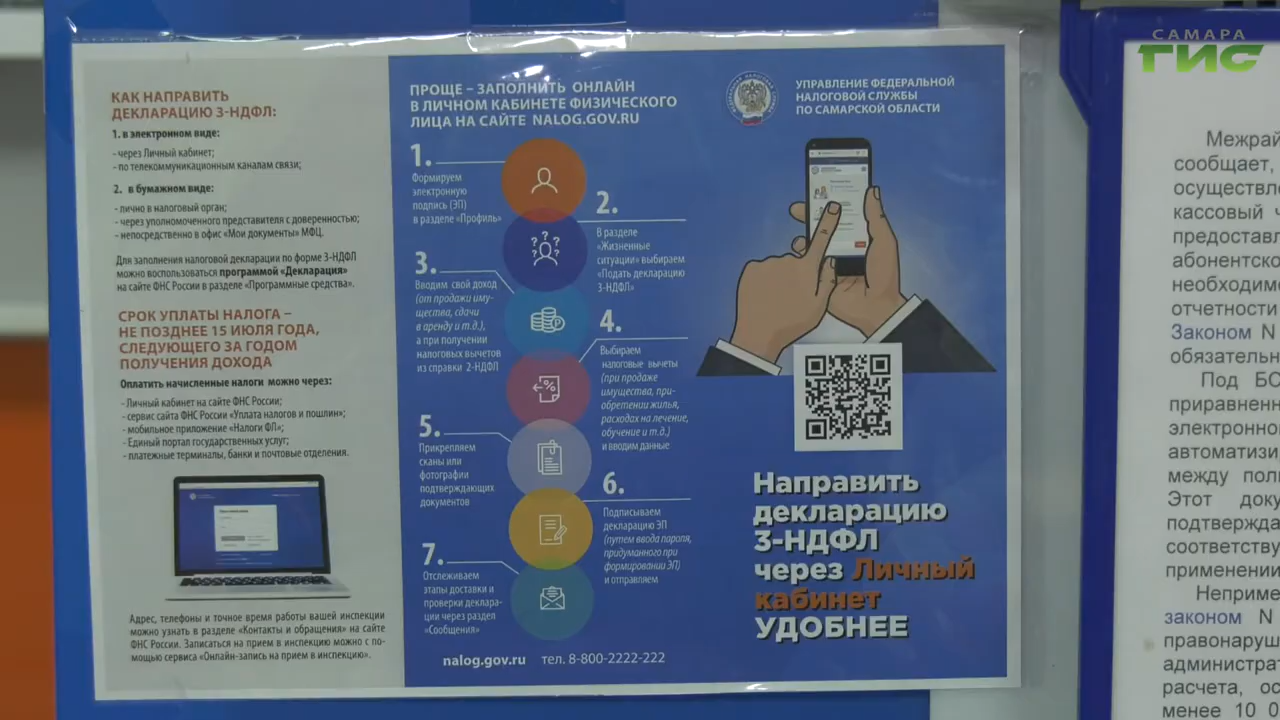 САМАРА
ГИС
КАК НАПРАВИТЬ
ДЕКЛАРАЦИЮ 3-НДФЛ:
1. в электронном виде:
- через Личный кабинет;
- по телекоммуникационным каналам связи;
2. в бумажном виде:
- лично в налоговый орган;
- через уполномоченного представителя с доверенностью;
- непосредственно в офис «Мои документы» МФЦ.
Для заполнения налоговой декларации по форме 3-НДФЛ
можно воспользоваться программой «Декларация»
на сайте ФНС России в разделе «Программные средства».
СРОК УПЛАТЫ НАЛОГА –
НЕ ПОЗДНЕЕ 15 ИЮЛЯ ГОДА,
СЛЕДУЮЩЕГО ЗА ГОДОМ
ПОЛУЧЕНИЯ ДОХОДА
Оплатить начисленные налоги можно через:
- Личный кабинет на сайте ФНС России;
- сервис сайта ФНС России «Уплата налогов и пошлин»;
- мобильное приложение «Налоги ФЛ»;
- Единый портал государственных услуг;
- платежные терминалы, банки и почтовые отделения.
Адрес, телефоны и точное время работы вашей инспекции
можно узнать в разделе «Контакты и обращения» на сайте
ФНС России. Записаться на прием в инспекцию можно с по-
мощью сервиса «Онлайн-запись на прием в инспекцию».
ПРОЩЕ – ЗАПОЛНИТЬ ОНЛАЙН
В ЛИЧНОМ КАБИНЕТЕ ФИЗИЧЕСКОГО
ЛИЦА НА САЙТЕ NALOG.GOV.RU
1.
Формируем
электронную
подпись (ЭП)
в разделе «Профиль»
2.
В разделе
«Жизненные
ситуации» выбираем
«Подать декларацию
3-НДФЛ»
3.
Вводим свой доход
(от продажи иму-
щества, сдачи
в аренду и т.д.),
а при получении
налоговых вычетов
из справки 2-НДФЛ
4.
Выбираем
налоговые вычеты
(при продаже
имущества, при-
обретении жилья,
расходах на лечение,
обучение и т.д.)
и вводим данные
5.
Прикрепляем
сканы или
фотографии
подтверждающих
документов
6.
Подписываем
декларацию ЭП
(путем ввода пароля,
придуманного при
формировании ЭП)
и отправляем
7.
Отслеживаем
этапы доставки и
проверки деклара-
ции через раздел
«Сообщения»
nalog.gov.ru тел. 8-800-2222-222
УПРАВЛЕНИЕ ФЕДЕРАЛЬНОЙ
НАЛОГОВОЙ СЛУЖБЫ
ПО САМАРСКОЙ ОБЛАСТИ
Направить
декларацию
3-НДФЛ
через Личный
кабинет
УДОБНЕЕ
Межрай
сообщает,
осуществле
кассовый ч
предоставл
абонентско
необходимо
отчетности
Законом N
обязательн
Под БС
приравненн
электронно
автоматизи
между поль
Этот доку
подтвержда
соответству
применении
Неприме
законом N
правонаруш
администрат
расчета, ос
менее 10 0